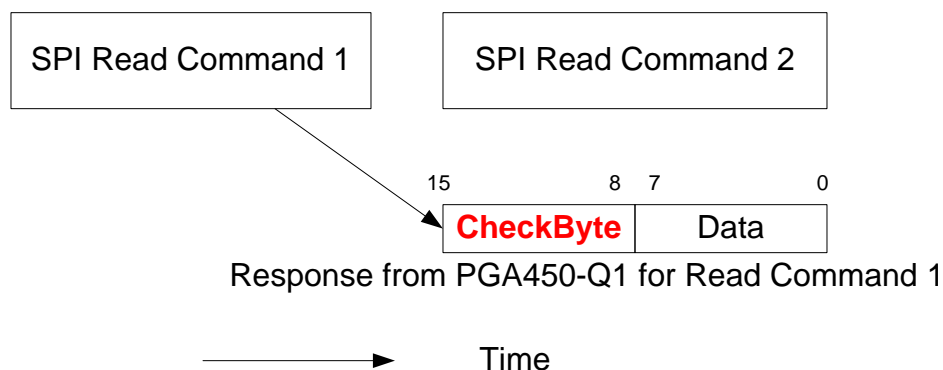 SPI Read Command 1
SPI Read Command 2
15 8 7 0
CheckByte Data
Response from PGA450-Q1 for Read Command 1
Time